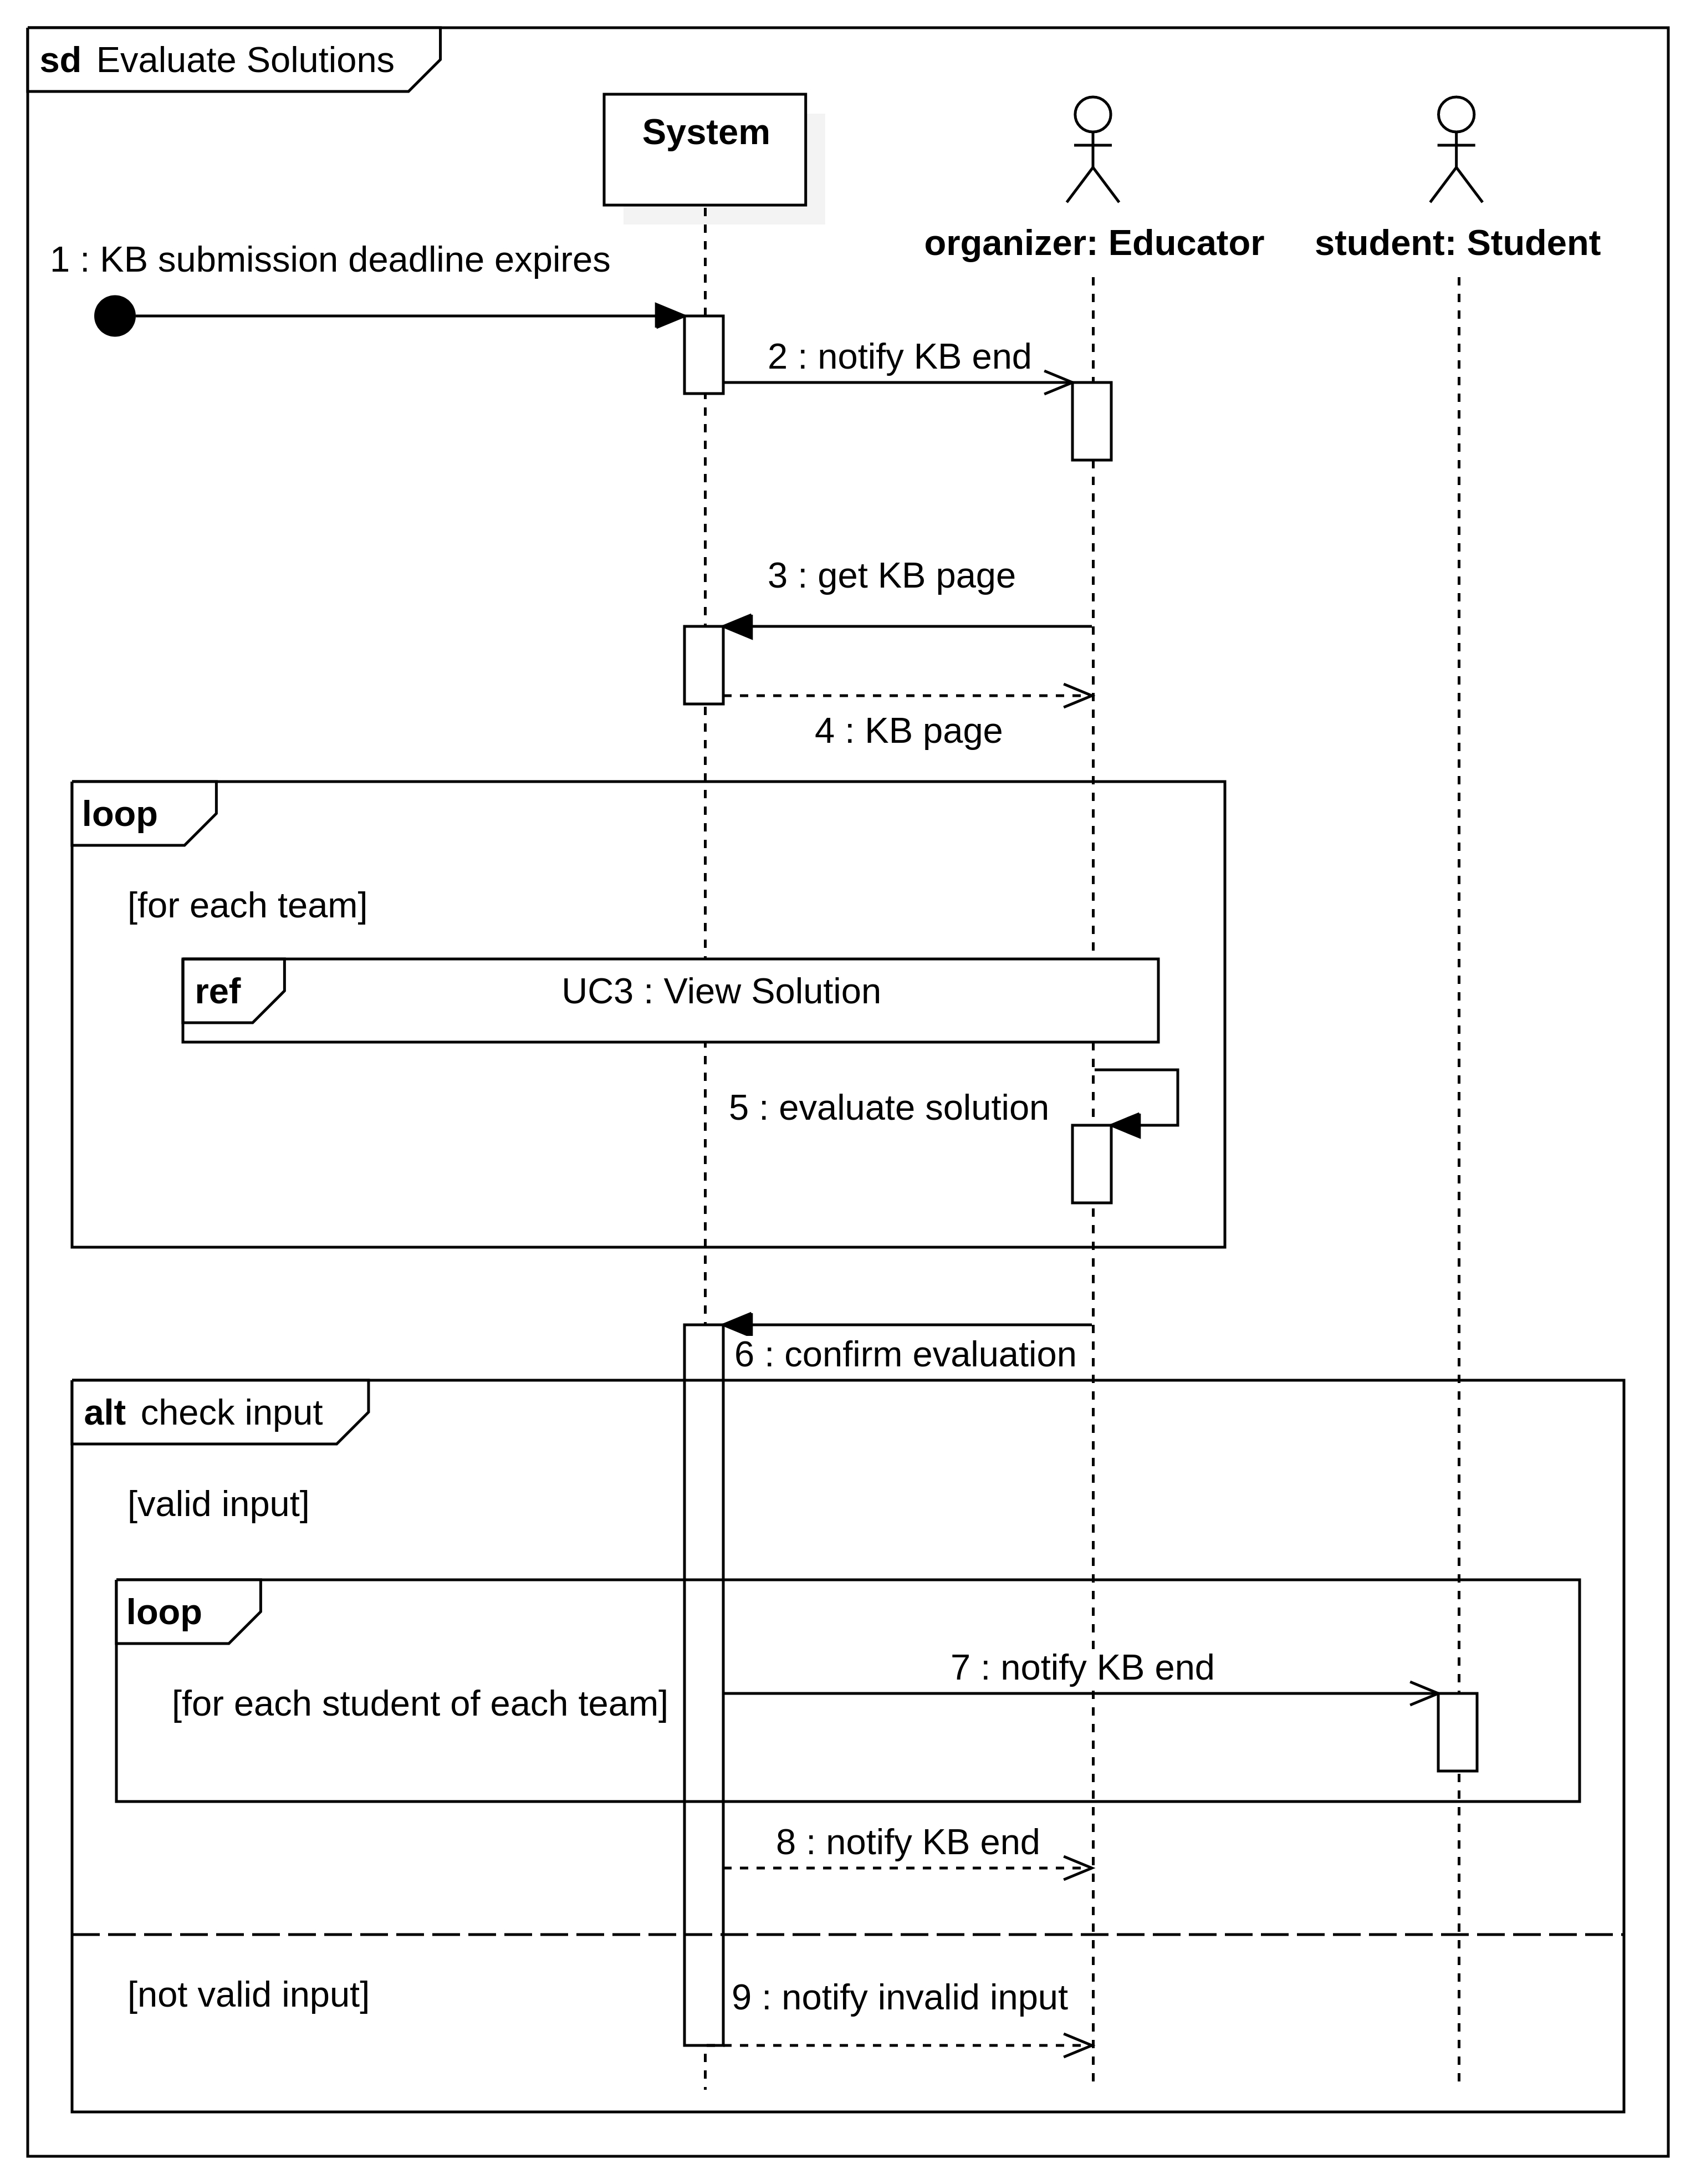 sd Evaluate Solutions
System
organizer: Educator
student: Student
1 : KB submission deadline expires
2 : notify KB end
3 : get KB page
4 : KB page
loop
[for each team]
ref
UC3 : View Solution
5 : evaluate solution
6 : confirm evaluation
alt check input
[valid input]
loop
7 : notify KB end
[for each student of each team]
8 : notify KB end
[not valid input]
9 : notify invalid input